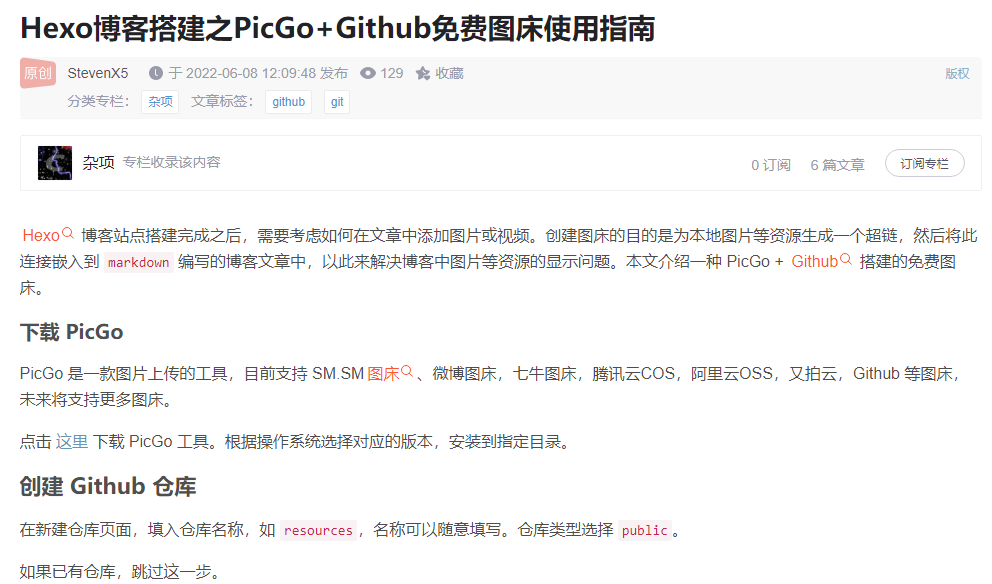 Hexo博客搭建之PicGo+Github免费图床使用指南
原创 StevenX5 于 2022-06-08 12:09:48 发布 129 收藏 版权
分类专栏： 杂项 文章标签： github git
杂项 专栏收录该内容 0 订阅 6 篇文章 订阅专栏
Hexo 博客站点搭建完成之后，需要考虑如何在文章中添加图片或视频。创建图床的目的是为本地图片等资源生成一个超链，然后将此
连接嵌入到 markdown 编写的博客文章中，以此来解决博客中图片等资源的显示问题。本文介绍一种 PicGo + Github 搭建的免费图
床。
下载 PicGo
PicGo 是一款图片上传的工具，目前支持 SM.SM 图床 、微博图床，七牛图床，腾讯云COS，阿里云OSS，又拍云，Github 等图床，
未来将支持更多图床。
点击 这里 下载 PicGo 工具。根据操作系统选择对应的版本，安装到指定目录。
创建 Github 仓库
在新建仓库页面，填入仓库名称，如 resources ，名称可以随意填写。仓库类型选择 public 。
如果已有仓库，跳过这一步。